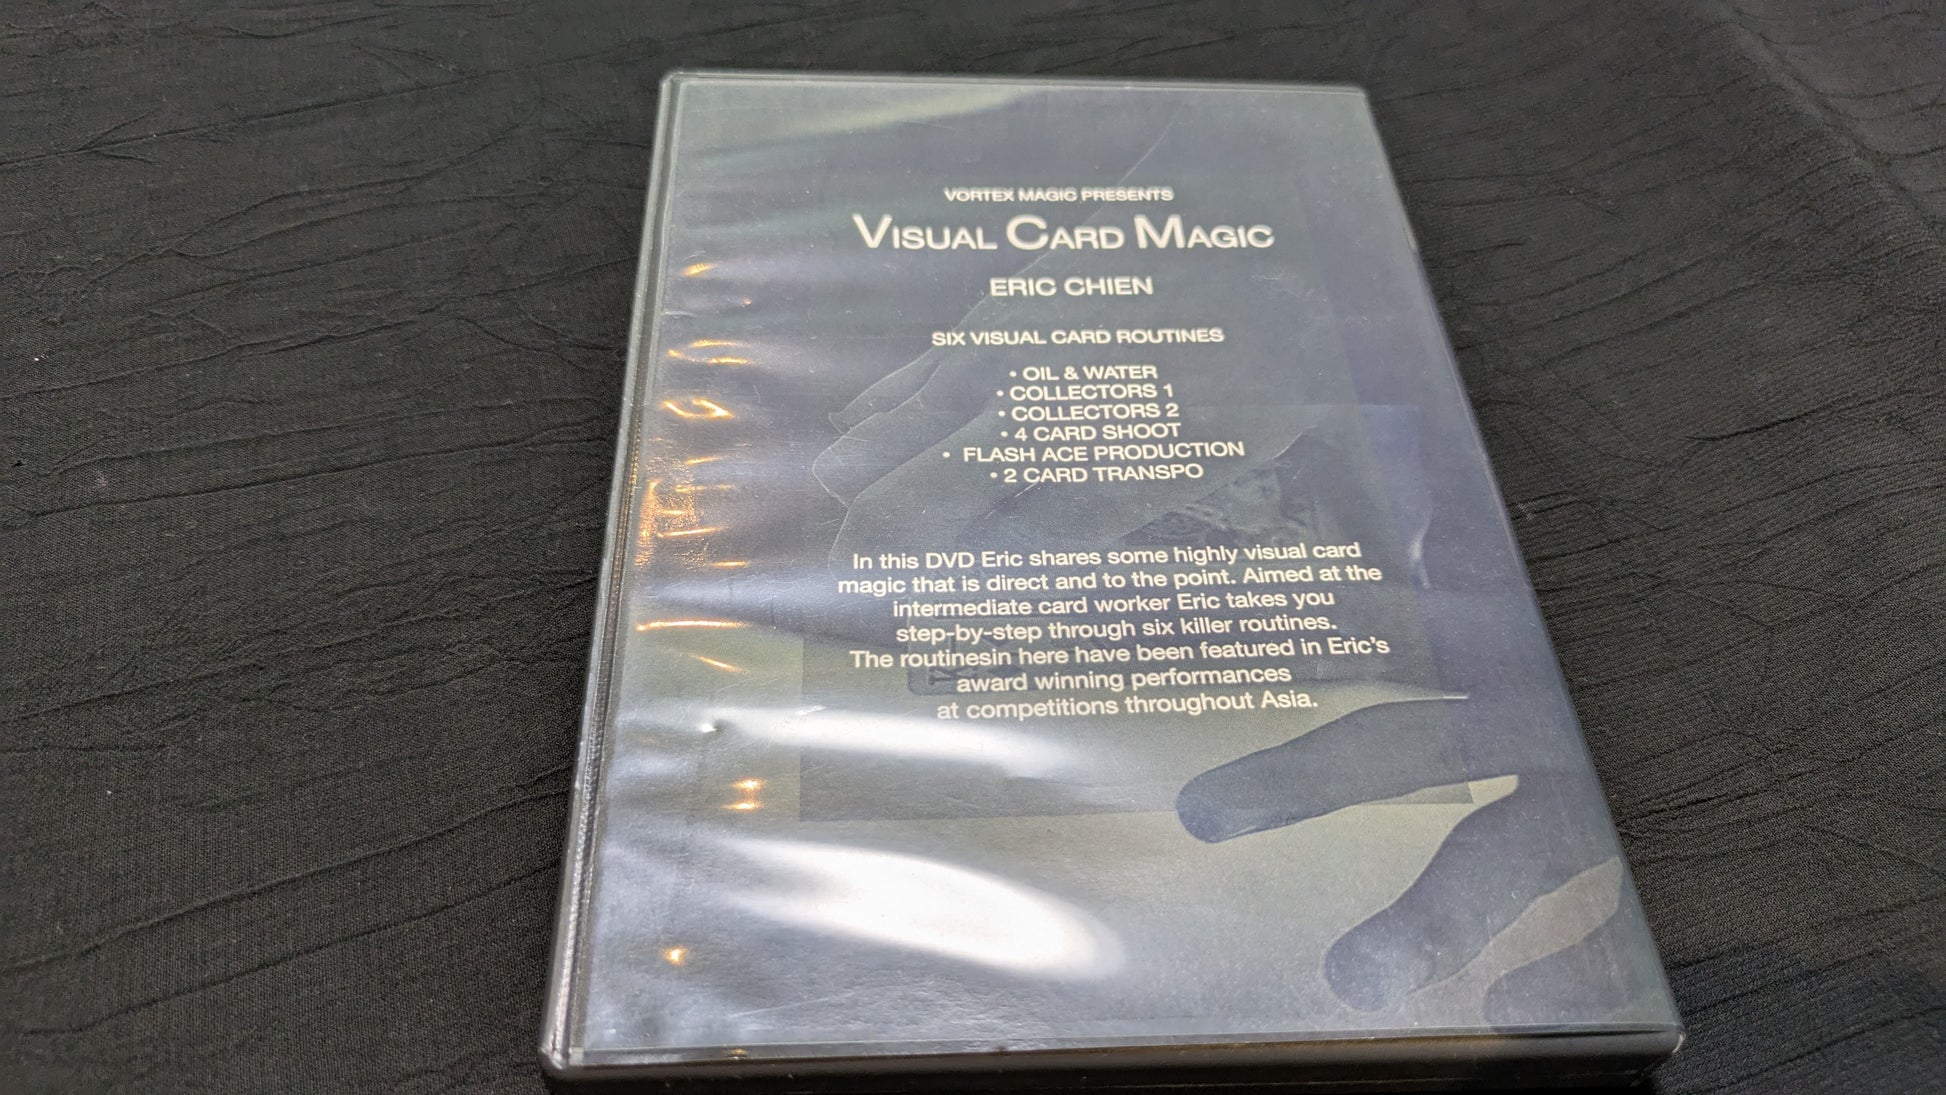 VORTEX MAGIC PRESENTS
VISUAL CARD MAGIC
ERIC CHIEN
SIX VISUAL CARD ROUTINES
• OIL & WATER
• COLLECTORS 1
• COLLECTORS 2
• 4 CARD SHOOT
• FLASH ACE PRODUCTION
• 2 CARD TRANSPO
In this DVD Eric shares some highly visual card
magic that is direct and to the point. Aimed at the
intermediate card worker Eric takes you
step-by-step through six killer routines.
The routinesin here have been featured in Eric's
award winning performances
at competitions throughout Asia.